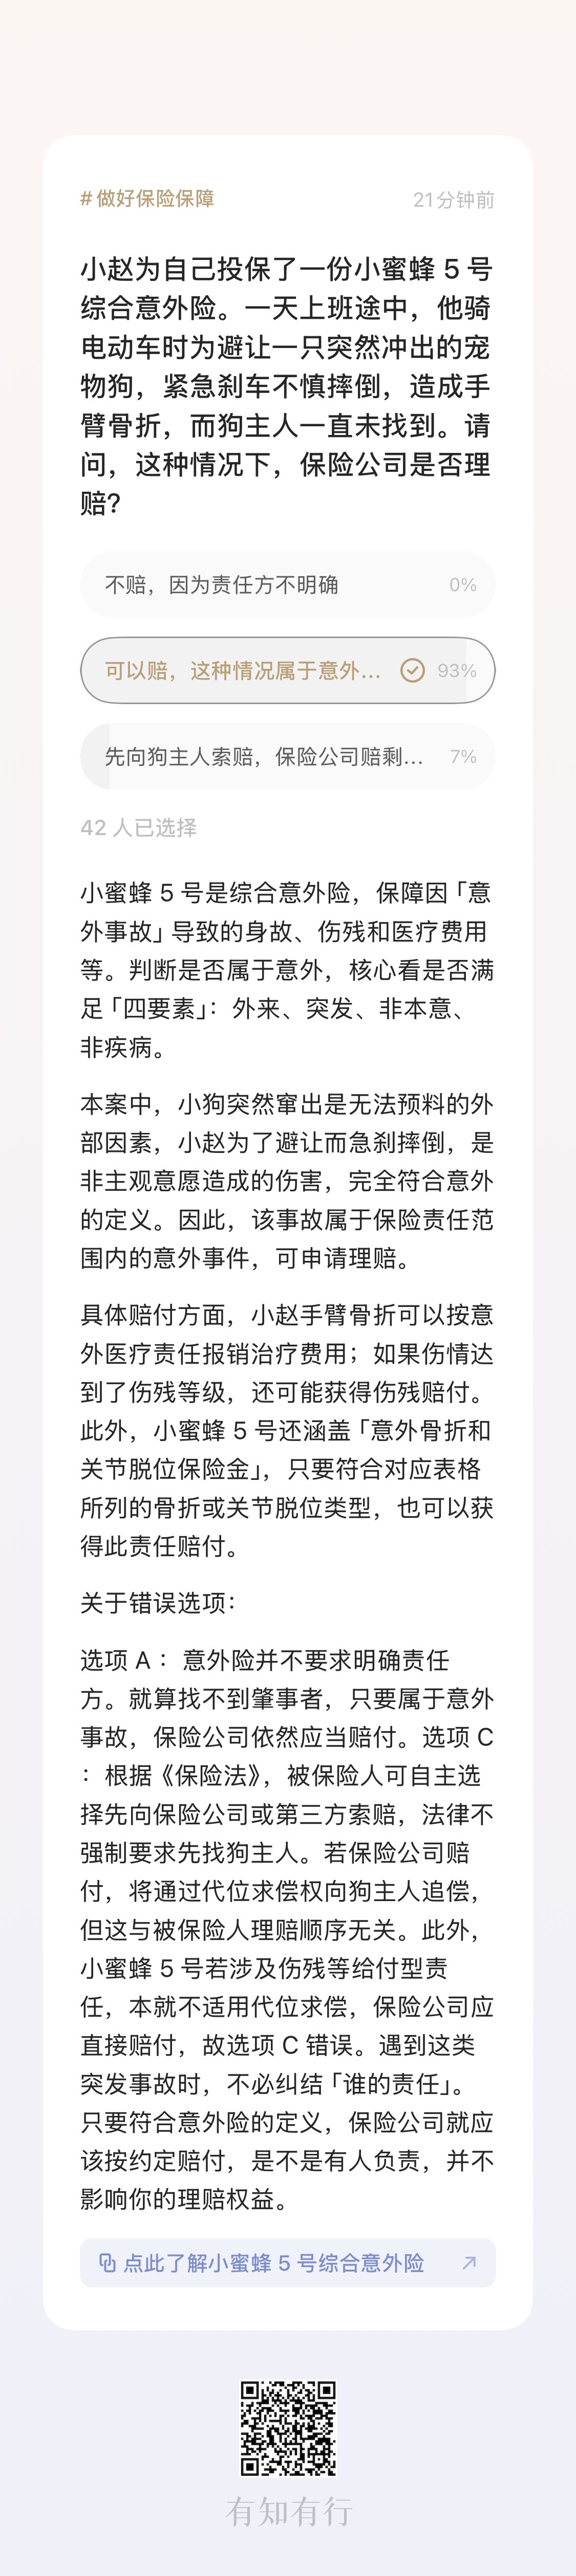 #做好保险保障
21分钟前
小赵为自己投保了一份小蜜蜂 5 号
综合意外险。一天上班途中，他骑
电动车时为避让一只突然冲出的宠
物狗，紧急刹车不慎摔倒，造成手
臂骨折，而狗主人一直未找到。请
问，这种情况下，保险公司是否理
赔?
不赔，因为责任方不明确
0%
可以赔，这种情况属于意外...
93%
先向狗主人索赔，保险公司赔剩...
7%
42 人已选择
小蜜蜂 5 号是综合意外险，保障因「意
外事故」导致的身故、伤残和医疗费用
等。判断是否属于意外，核心看是否满
足「四要素」：外来、突发、非本意、
非疾病。
本案中，小狗突然窜出是无法预料的外
部因素，小赵为了避让而急刹摔倒，是
非主观意愿造成的伤害，完全符合意外
的定义。因此，该事故属于保险责任范
围内的意外事件，可申请理赔。
具体赔付方面，小赵手臂骨折可以按意
外医疗责任报销治疗费用；如果伤情达
到了伤残等级，还可能获得伤残赔付。
此外，小蜜蜂 5 号还涵盖「意外骨折和
关节脱位保险金」，只要符合对应表格
所列的骨折或关节脱位类型，也可以获
得此责任赔付。
关于错误选项：
选项 A ：意外险并不要求明确责任
方。就算找不到肇事者，只要属于意外
事故，保险公司依然应当赔付。选项 C
：根据《保险法》，被保险人可自主选
择先向保险公司或第三方索赔，法律不
强制要求先找狗主人。若保险公司赔
付，将通过代位求偿权向狗主人追偿，
但这与被保险人理赔顺序无关。此外，
小蜜蜂 5 号若涉及伤残等给付型责
任，本就不适用代位求偿，保险公司应
直接赔付，故选项 C 错误。遇到这类
突发事故时，不必纠结「谁的责任」。
只要符合意外险的定义，保险公司就应
该按约定赔付，是不是有人负责，并不
影响你的理赔权益。
点此了解小蜜蜂 5 号综合意外险
有知有行